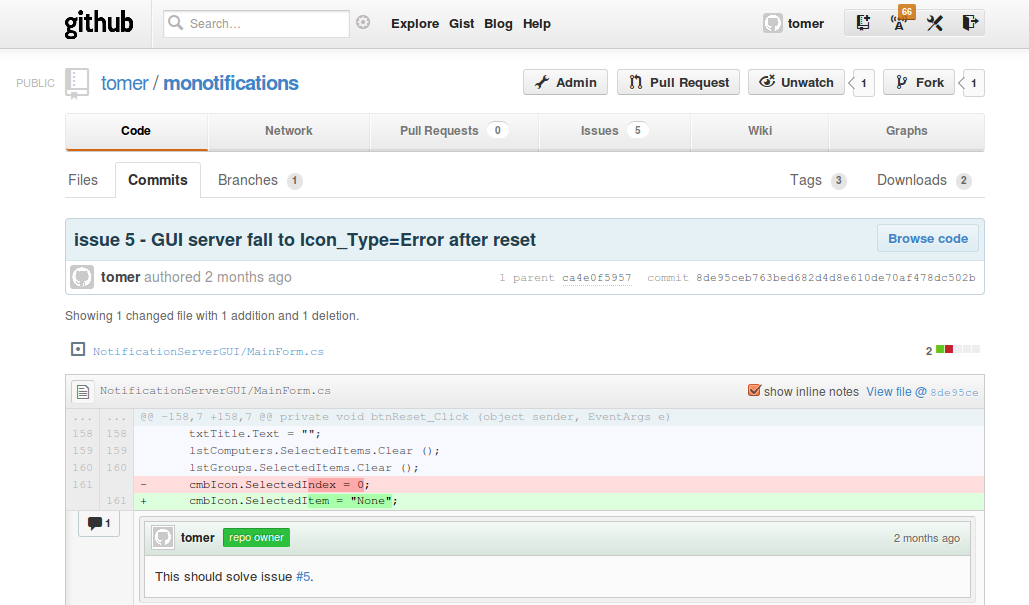 github Search... Explore Gist Blog Help tomer 66
PUBLIC tomer / monotifications Admin Pull Request Unwatch 1 Fork 1
Code Network Pull Requests 0 Issues 5 Wiki Graphs
Files Commits Branches 1 Tags 3 Downloads 2
issue 5 - GUI server fall to Icon_Type=Error after reset Browse code
tomer authored 2 months ago 1 parent ca4e0f5957 commit 8de95ceb763bed682d4d8e610de70af478dc502b
Showing 1 changed file with 1 addition and 1 deletion.
NotificationServerGUI/MainForm.cs 2
NotificationServerGUI/MainForm.cs show inline notes View file @ 8de95ce
... ... @@ -158,7 +158,7 @@ private void btnReset_Click (object sender, EventArgs e)
158 158 txtTitle.Text = "";
159 159 lstComputers.SelectedItems.Clear ();
160 160 lstGroups.SelectedItems.Clear ();
161 - cmbIcon.SelectedIndex = 0;
161 + cmbIcon.SelectedItem = "None";
1 tomer repo owner 2 months ago
This should solve issue #5.